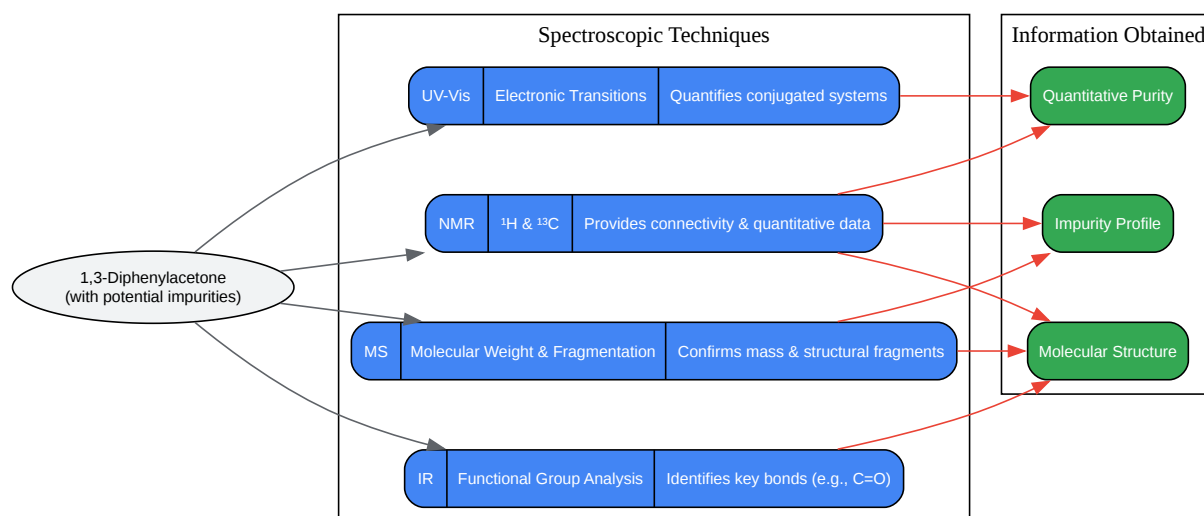 Spectroscopic Techniques
Information Obtained
UV-Vis
Electronic Transitions
Quantifies conjugated systems
Quantitative Purity
NMR
¹H & ¹³C
Provides connectivity & quantitative data
Impurity Profile
1,3-Diphenylacetone
(with potential impurities)
MS
Molecular Weight & Fragmentation
Confirms mass & structural fragments
Molecular Structure
IR
Functional Group Analysis
Identifies key bonds (e.g., C=O)